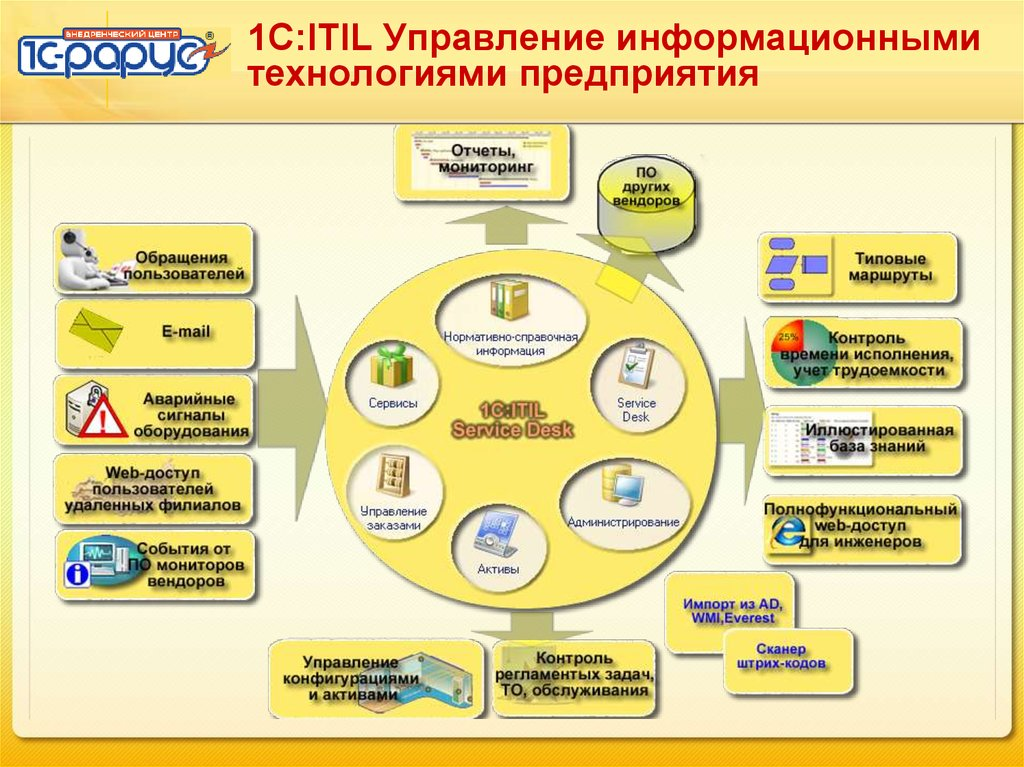 ВНЕДРЕНЧЕСКИЙ ЦЕНТР
1С-рарус
®
1С:ITIL Управление информационными
технологиями предприятия
Отчеты,
мониторинг
ПО
других
вендоров
Обращения
пользователей
E-mail
Аварийные
сигналы
оборудования
Web-доступ
пользователей
удаленных филиалов
События от
ПО мониторов
вендоров
Нормативно-справочная
информация
Сервисы
Service
Desk
1С:ITIL
Service Desk
Управление
заказами
Администрирование
Активы
Типовые
маршруты
25%
Контроль
времени исполнения,
учет трудоемкости
Иллюстрированная
база знаний
Полнофункциональный
web-доступ
для инженеров
Импорт из AD,
WMI,Everest
Сканер
штрих-кодов
Управление
конфигурациями
и активами
Контроль
регламентых задач,
ТО, обслуживания